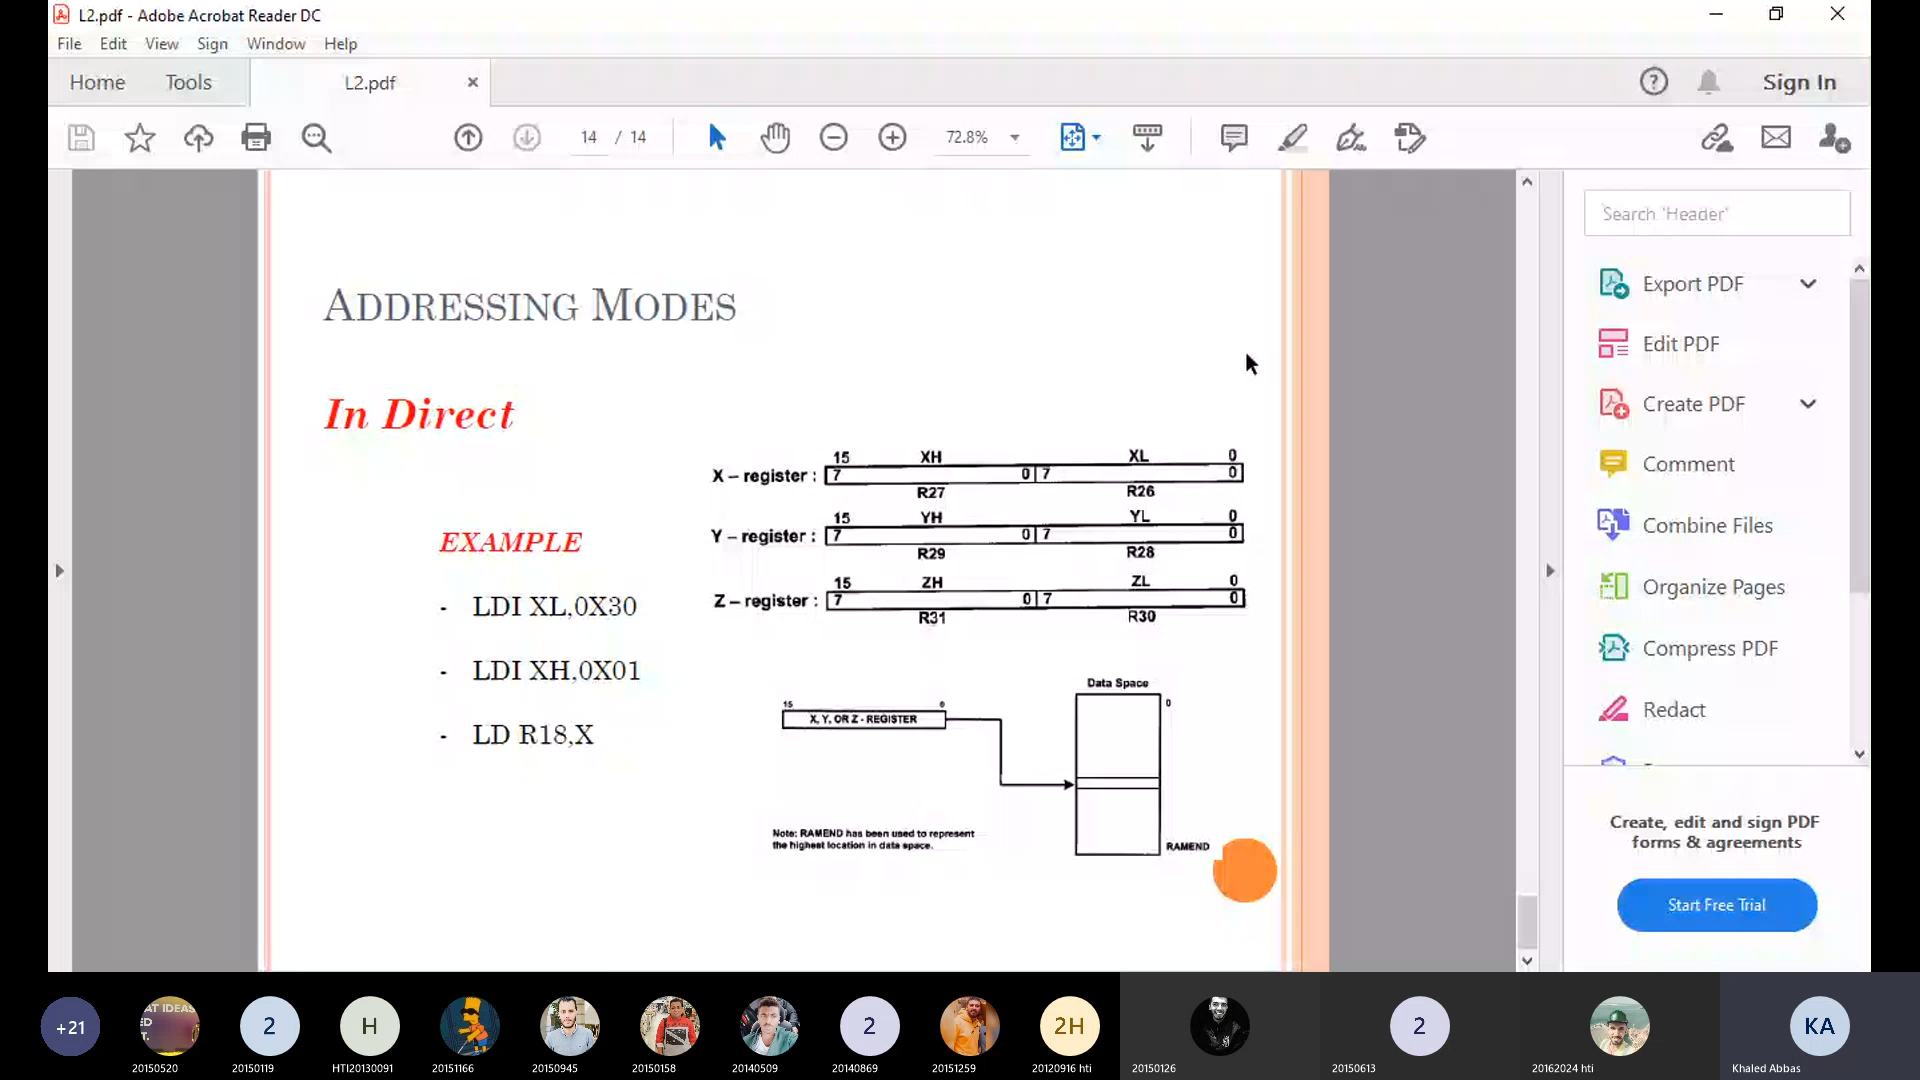 L2.pdf - Adobe Acrobat Reader DC
File Edit View Sign Window Help
Home Tools L2.pdf × Sign In
14 / 14 72.8%
Search 'Header'
Export PDF
Edit PDF
Create PDF
Comment
Combine Files
Organize Pages
Compress PDF
Redact
Create, edit and sign PDF
forms & agreements
Start Free Trial
ADDRESSING MODES
In Direct
EXAMPLE
- LDI XL,0X30
- LDI XH,0X01
- LD R18,X
15 XH XL 0
X – register : 7 0 7 0
R27 R26
15 YH YL 0
Y – register : 7 0 7 0
R29 R28
15 ZH ZL 0
Z – register : 7 0 7 0
R31 R30
Data Space
15 0 0
X, Y, OR Z - REGISTER
Note: RAMEND has been used to represent
the highest location in data space.
RAMEND
+21 2 H 2 2H 2 KA
AT IDEAS
ED
T.
20150520 20150119 HTI20130091 20151166 20150945 20150158 20140509 20140869 20151259 20120916 hti 20150126 20150613 20162024 hti Khaled Abbas